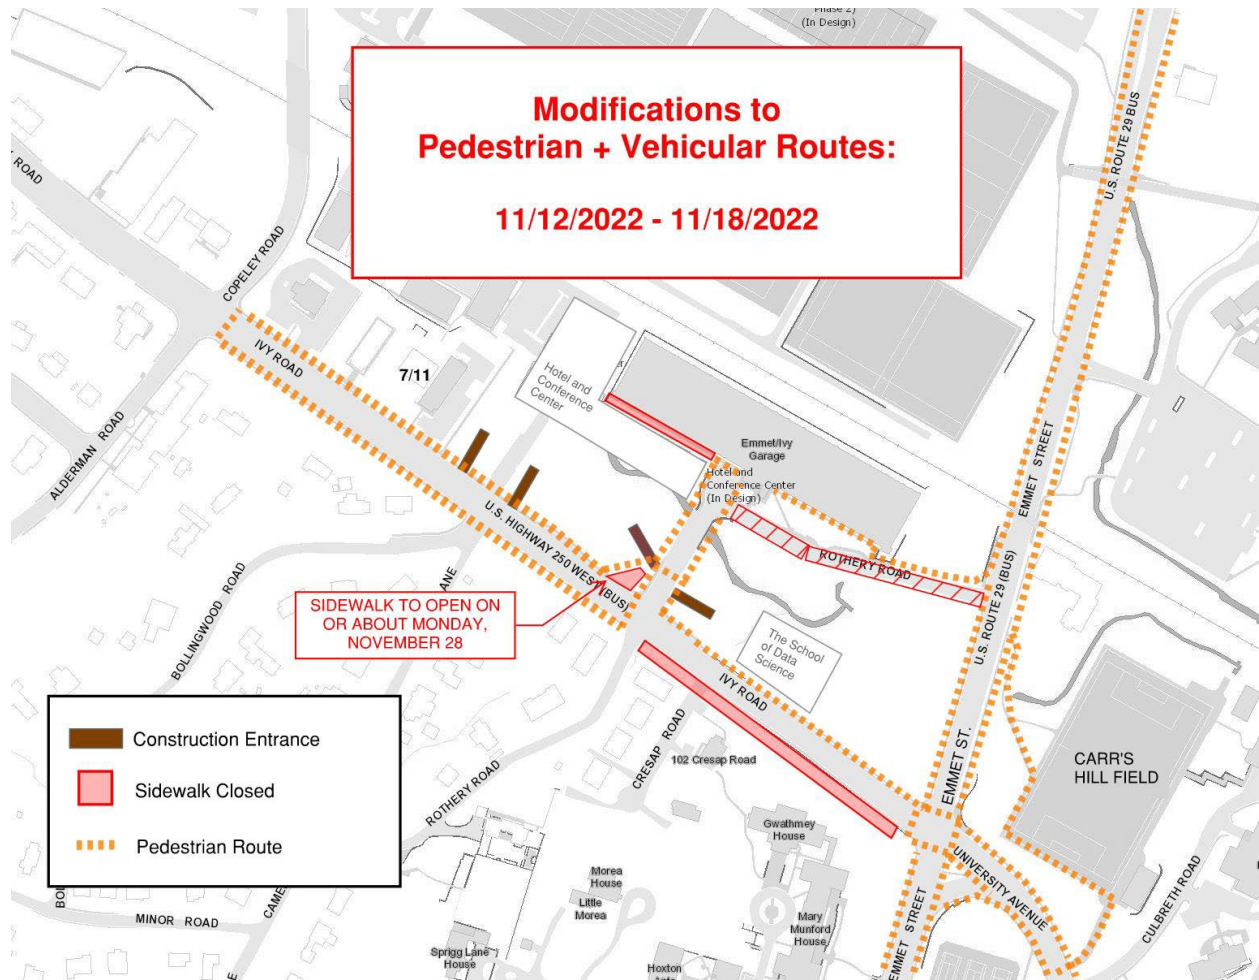 Phase 2)
(In Design)
Modifications to
Pedestrian + Vehicular Routes:
11/12/2022 - 11/18/2022
U.S. ROUTE 29 BUS
ROAD
COPELEY ROAD
IVY ROAD
7/11
Hotel and
Conference
Center
Emmet/Ivy
Garage
Hotel and
Conference Center
(In Design)
EMMET STREET
ALDERMAN ROAD
U.S. HIGHWAY 250 WEST (BUS)
ROTHERY ROAD
U.S. ROUTE 29 (BUS)
SIDEWALK TO OPEN ON
OR ABOUT MONDAY,
NOVEMBER 28
BOLLINGWOOD ROAD
The School
of Data
Science
IVY ROAD
CRESAP ROAD
102 Cresap Road
EMMET ST.
CARR'S
HILL FIELD
Construction Entrance
Sidewalk Closed
Pedestrian Route
ROTHERY ROAD
Gwathmey
House
UNIVERSITY AVENUE
Morea
House
Little
Morea
Mary
Munford
House
CULBRETH ROAD
EMMET STREET
MINOR ROAD
Sprigg Lane
House
Hoxton